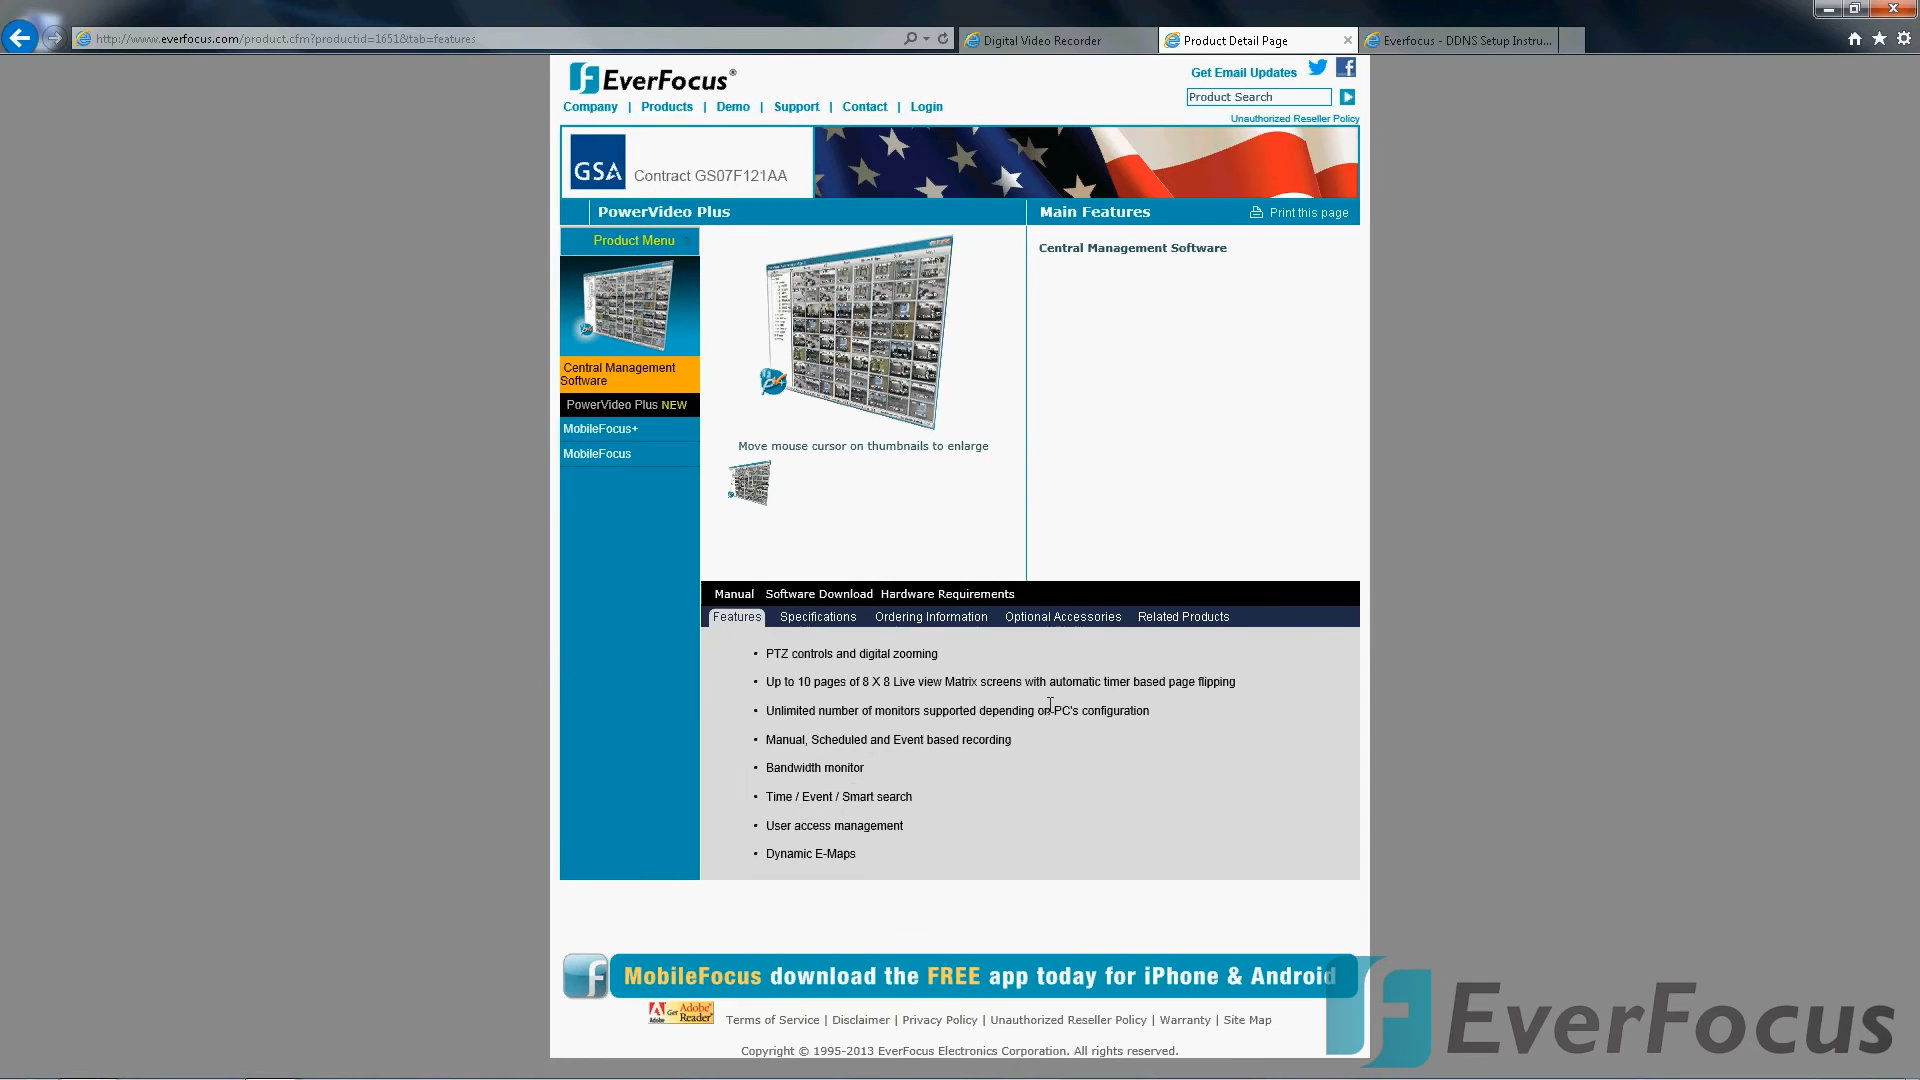 http://www.everfocus.com/product.cfm?productid=1651&tab=features
Digital Video Recorder
Product Detail Page
Everfocus - DDNS Setup Instru...
EverFocus®
Get Email Updates
Company | Products | Demo | Support | Contact | Login
Product Search
Unauthorized Reseller Policy
GSA
Contract GS07F121AA
PowerVideo Plus
Main Features
Print this page
Product Menu
Central Management Software
Central Management
Software
PowerVideo Plus NEW
MobileFocus+
MobileFocus
Move mouse cursor on thumbnails to enlarge
Manual Software Download Hardware Requirements
Features Specifications Ordering Information Optional Accessories Related Products
• PTZ controls and digital zooming
• Up to 10 pages of 8 X 8 Live view Matrix screens with automatic timer based page flipping
• Unlimited number of monitors supported depending on PC's configuration
• Manual, Scheduled and Event based recording
• Bandwidth monitor
• Time / Event / Smart search
• User access management
• Dynamic E-Maps
MobileFocus download the FREE app today for iPhone & Android
Adobe
Get Adobe Reader
Terms of Service | Disclaimer | Privacy Policy | Unauthorized Reseller Policy | Warranty | Site Map
Copyright © 1995-2013 EverFocus Electronics Corporation. All rights reserved.
EverFocus